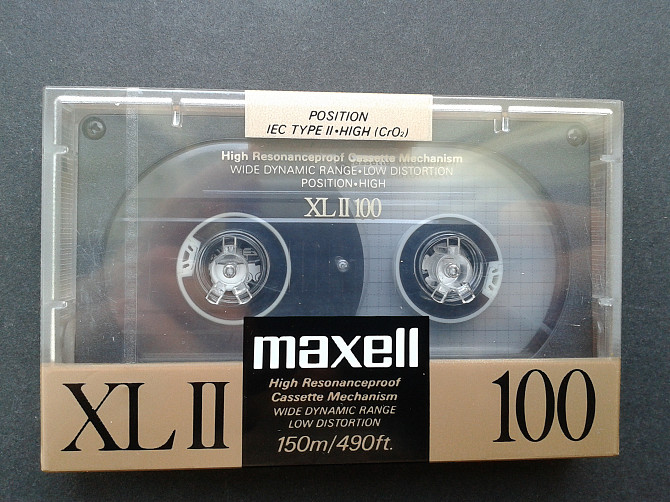 POSITION
IEC TYPE II•HIGH (CrO₂)
High Resonanceproof Cassette Mechanism
WIDE DYNAMIC RANGE•LOW DISTORTION
POSITION•HIGH
XL II 100
maxell
High Resonanceproof
Cassette Mechanism
WIDE DYNAMIC RANGE
LOW DISTORTION
150m/490ft.
XL II
100